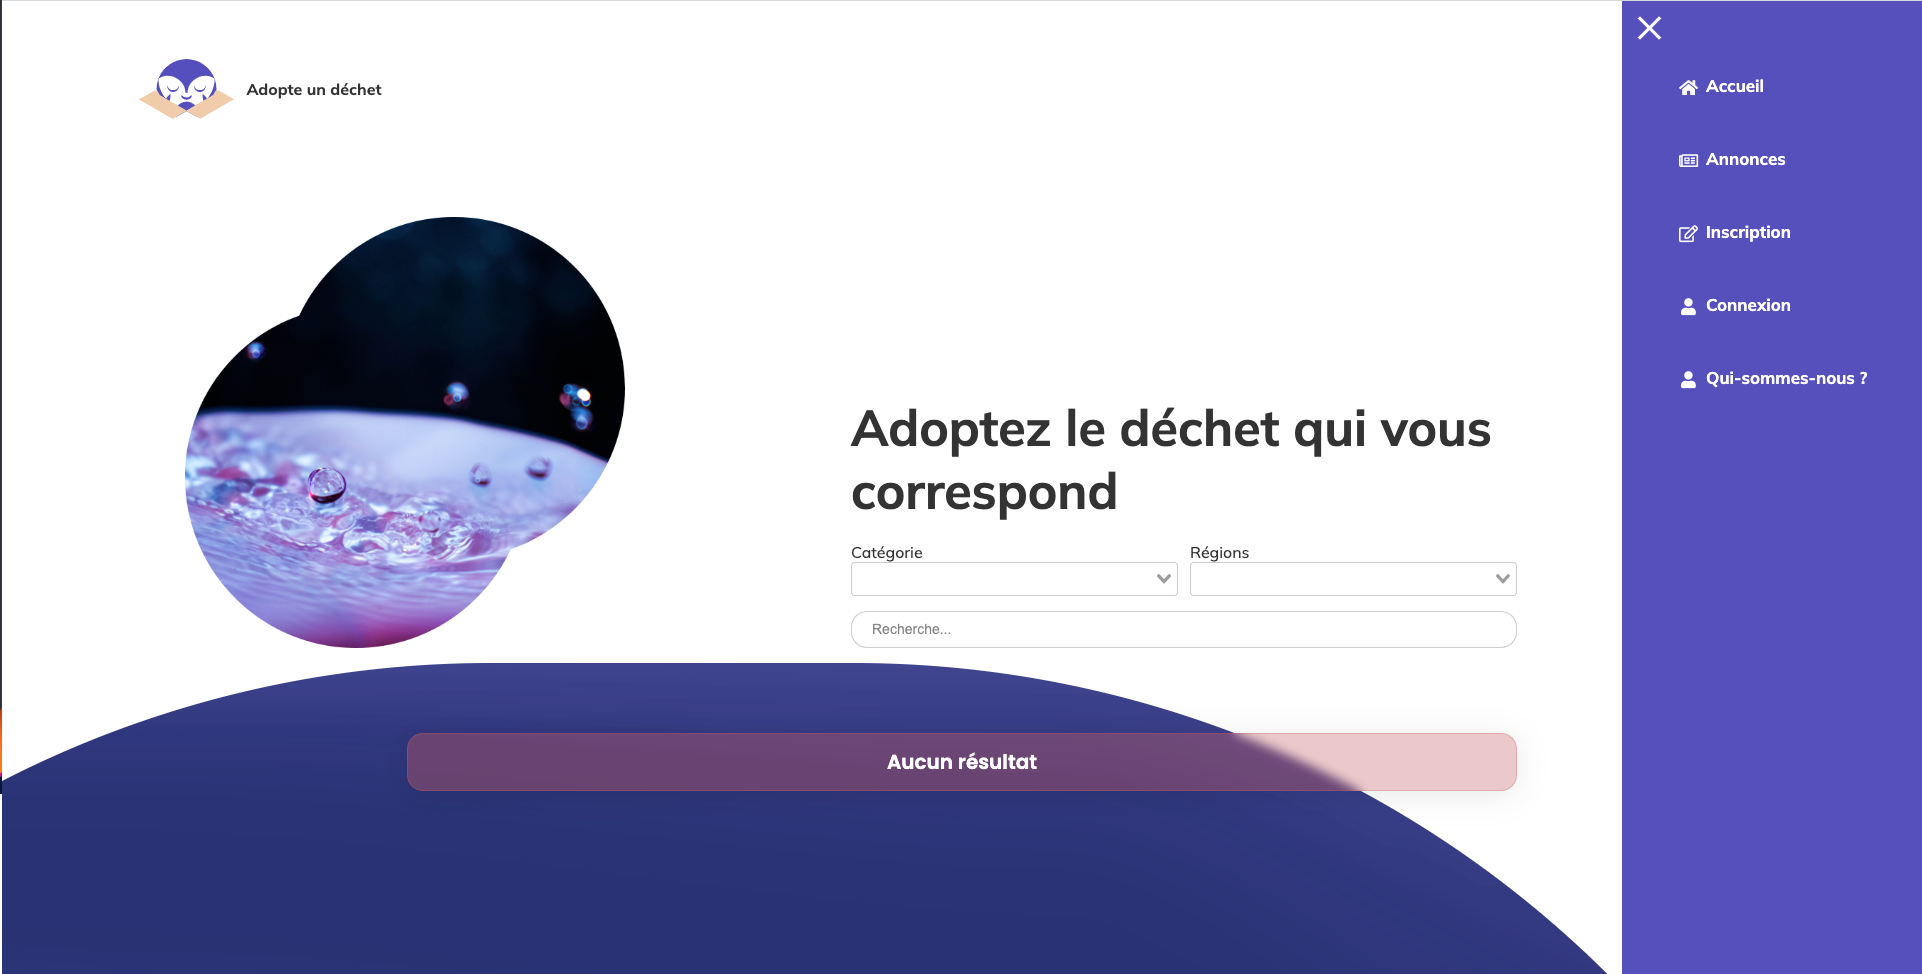 Adopte un déchet
Accueil
Annonces
Inscription
Connexion
Qui-sommes-nous ?
Adoptez le déchet qui vous
correspond
Catégorie
Régions
Recherche...
Aucun résultat